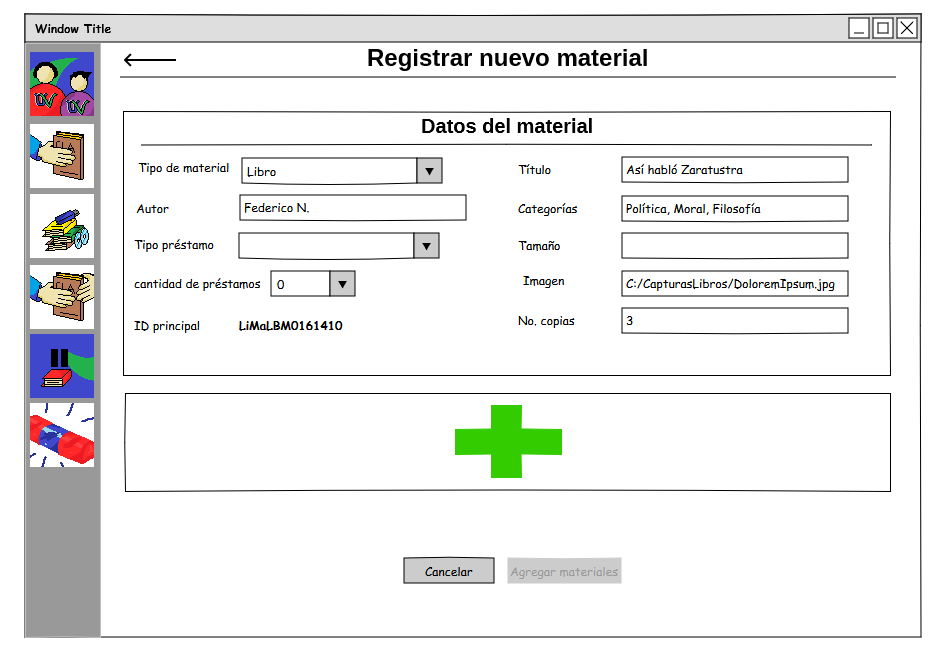 Window Title
Registrar nuevo material
Datos del material
Tipo de material Libro Título Así habló Zaratustra
Autor Federico N. Categorías Política, Moral, Filosofía
Tipo préstamo Tamaño
cantidad de préstamos 0 Imagen C:/CapturasLibros/DoloremIpsum.jpg
ID principal LiMaLBM0161410 No. copias 3
Cancelar Agregar materiales